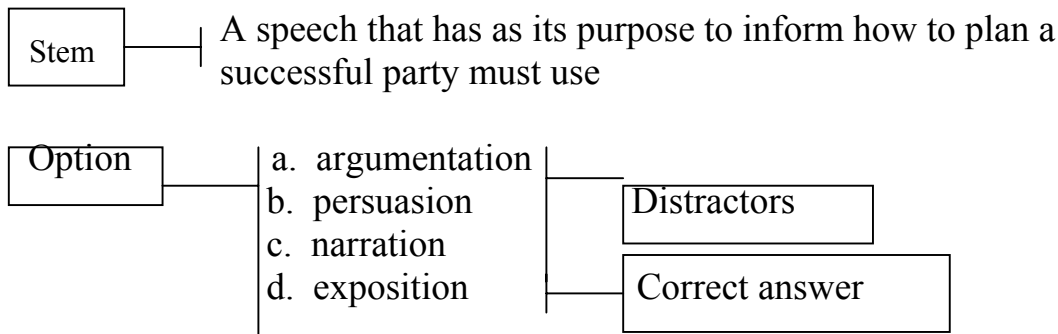 Stem
A speech that has as its purpose to inform how to plan a
successful party must use
Option
a. argumentation
b. persuasion
Distractors
c. narration
d. exposition
Correct answer